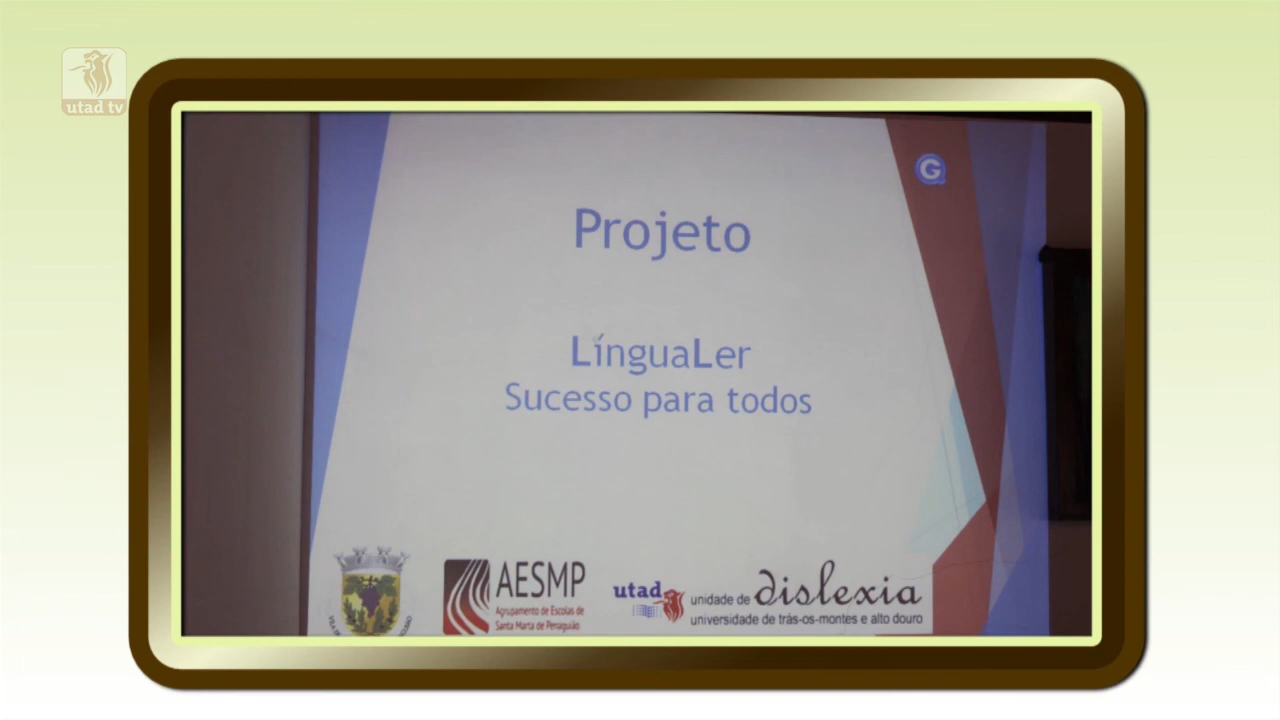 utad tv
G
Projeto
LínguaLer
Sucesso para todos
AESMP
Agrupamento de Escolas de
Santa Marta de Penaguião
utad
unidade de dislexia
universidade de trás-os-montes e alto douro